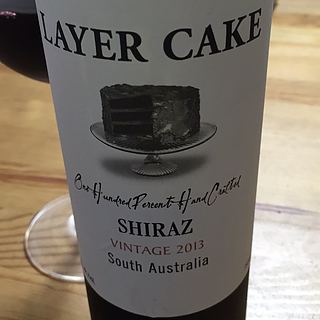 LAYER CAKE
One Hundred Percent Hand Crafted
SHIRAZ
VINTAGE 2013
South Australia